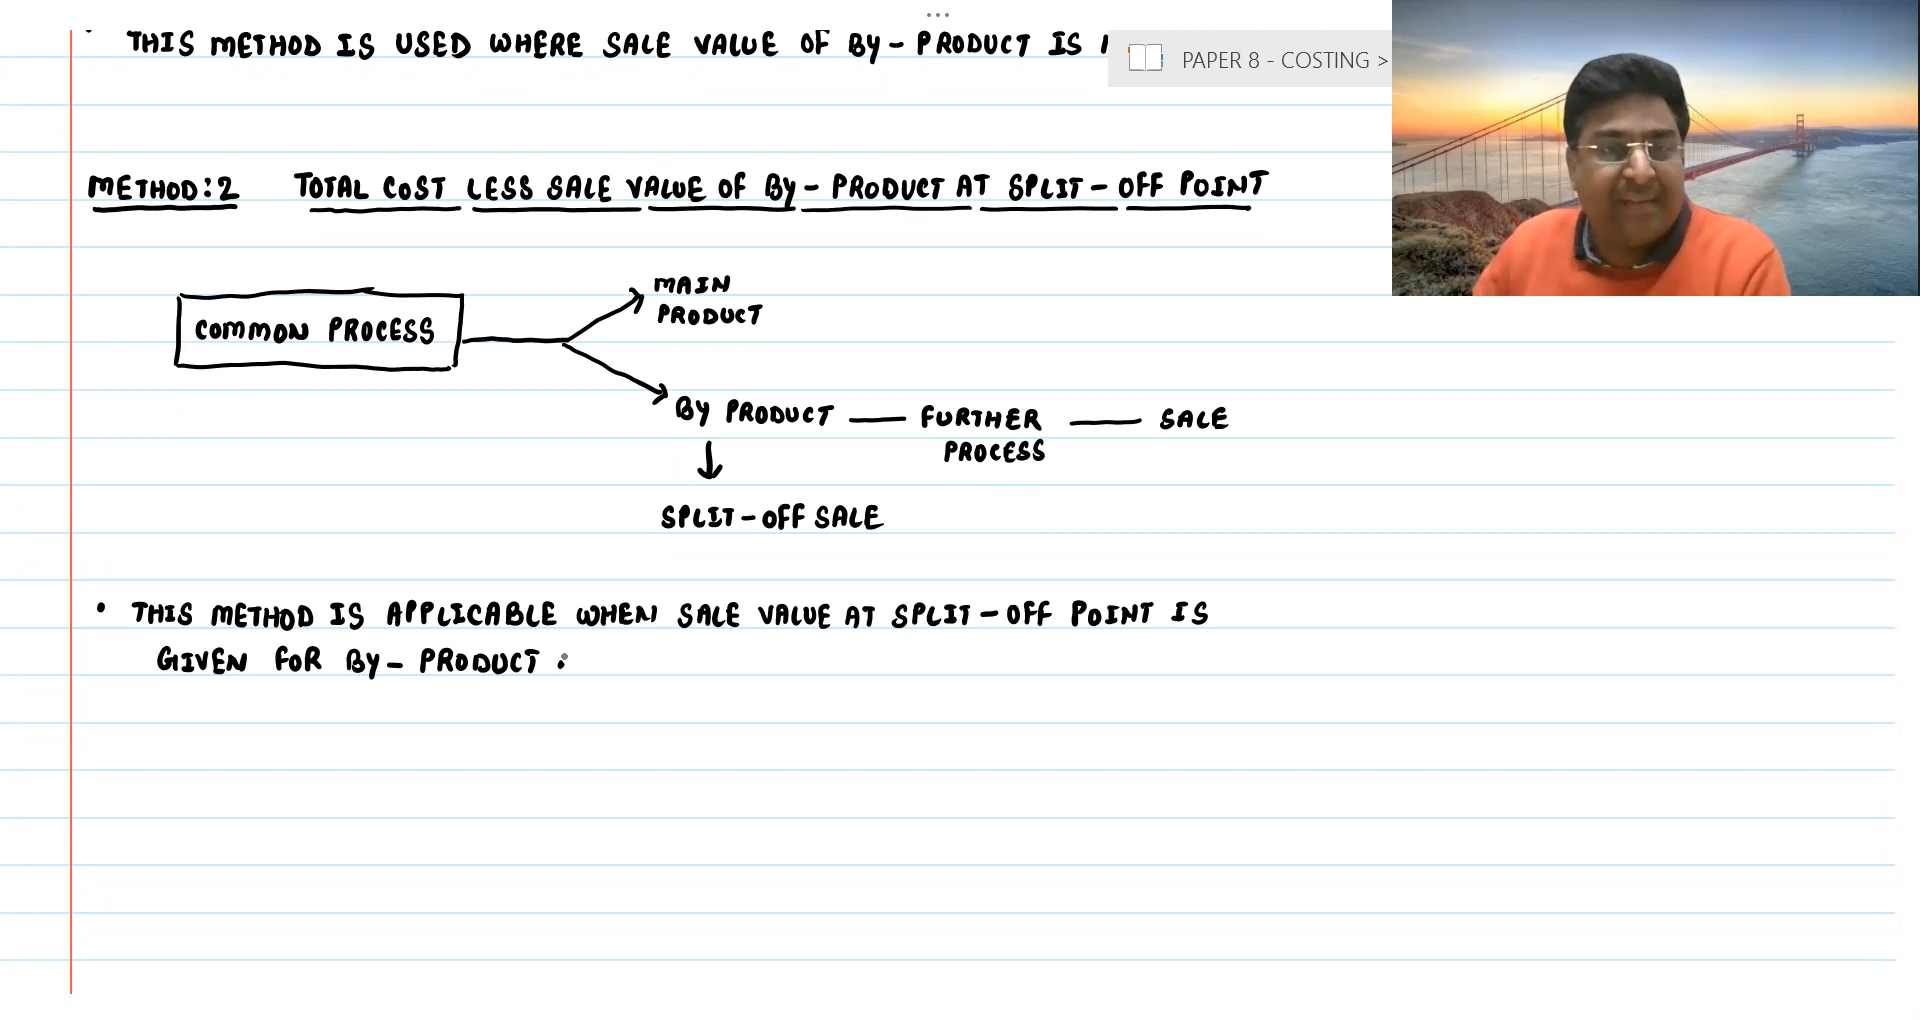 • THIS METHOD IS USED WHERE SALE VALUE OF BY-PRODUCT IS
PAPER 8 - COSTING >
METHOD:2 TOTAL COST LESS SALE VALUE OF BY-PRODUCT AT SPLIT-OFF POINT
MAIN
PRODUCT
COMMON PROCESS
BY PRODUCT — FURTHER — SALE
PROCESS
SPLIT-OFF SALE
• THIS METHOD IS APPLICABLE WHEN SALE VALUE AT SPLIT-OFF POINT IS
GIVEN FOR BY-PRODUCT.